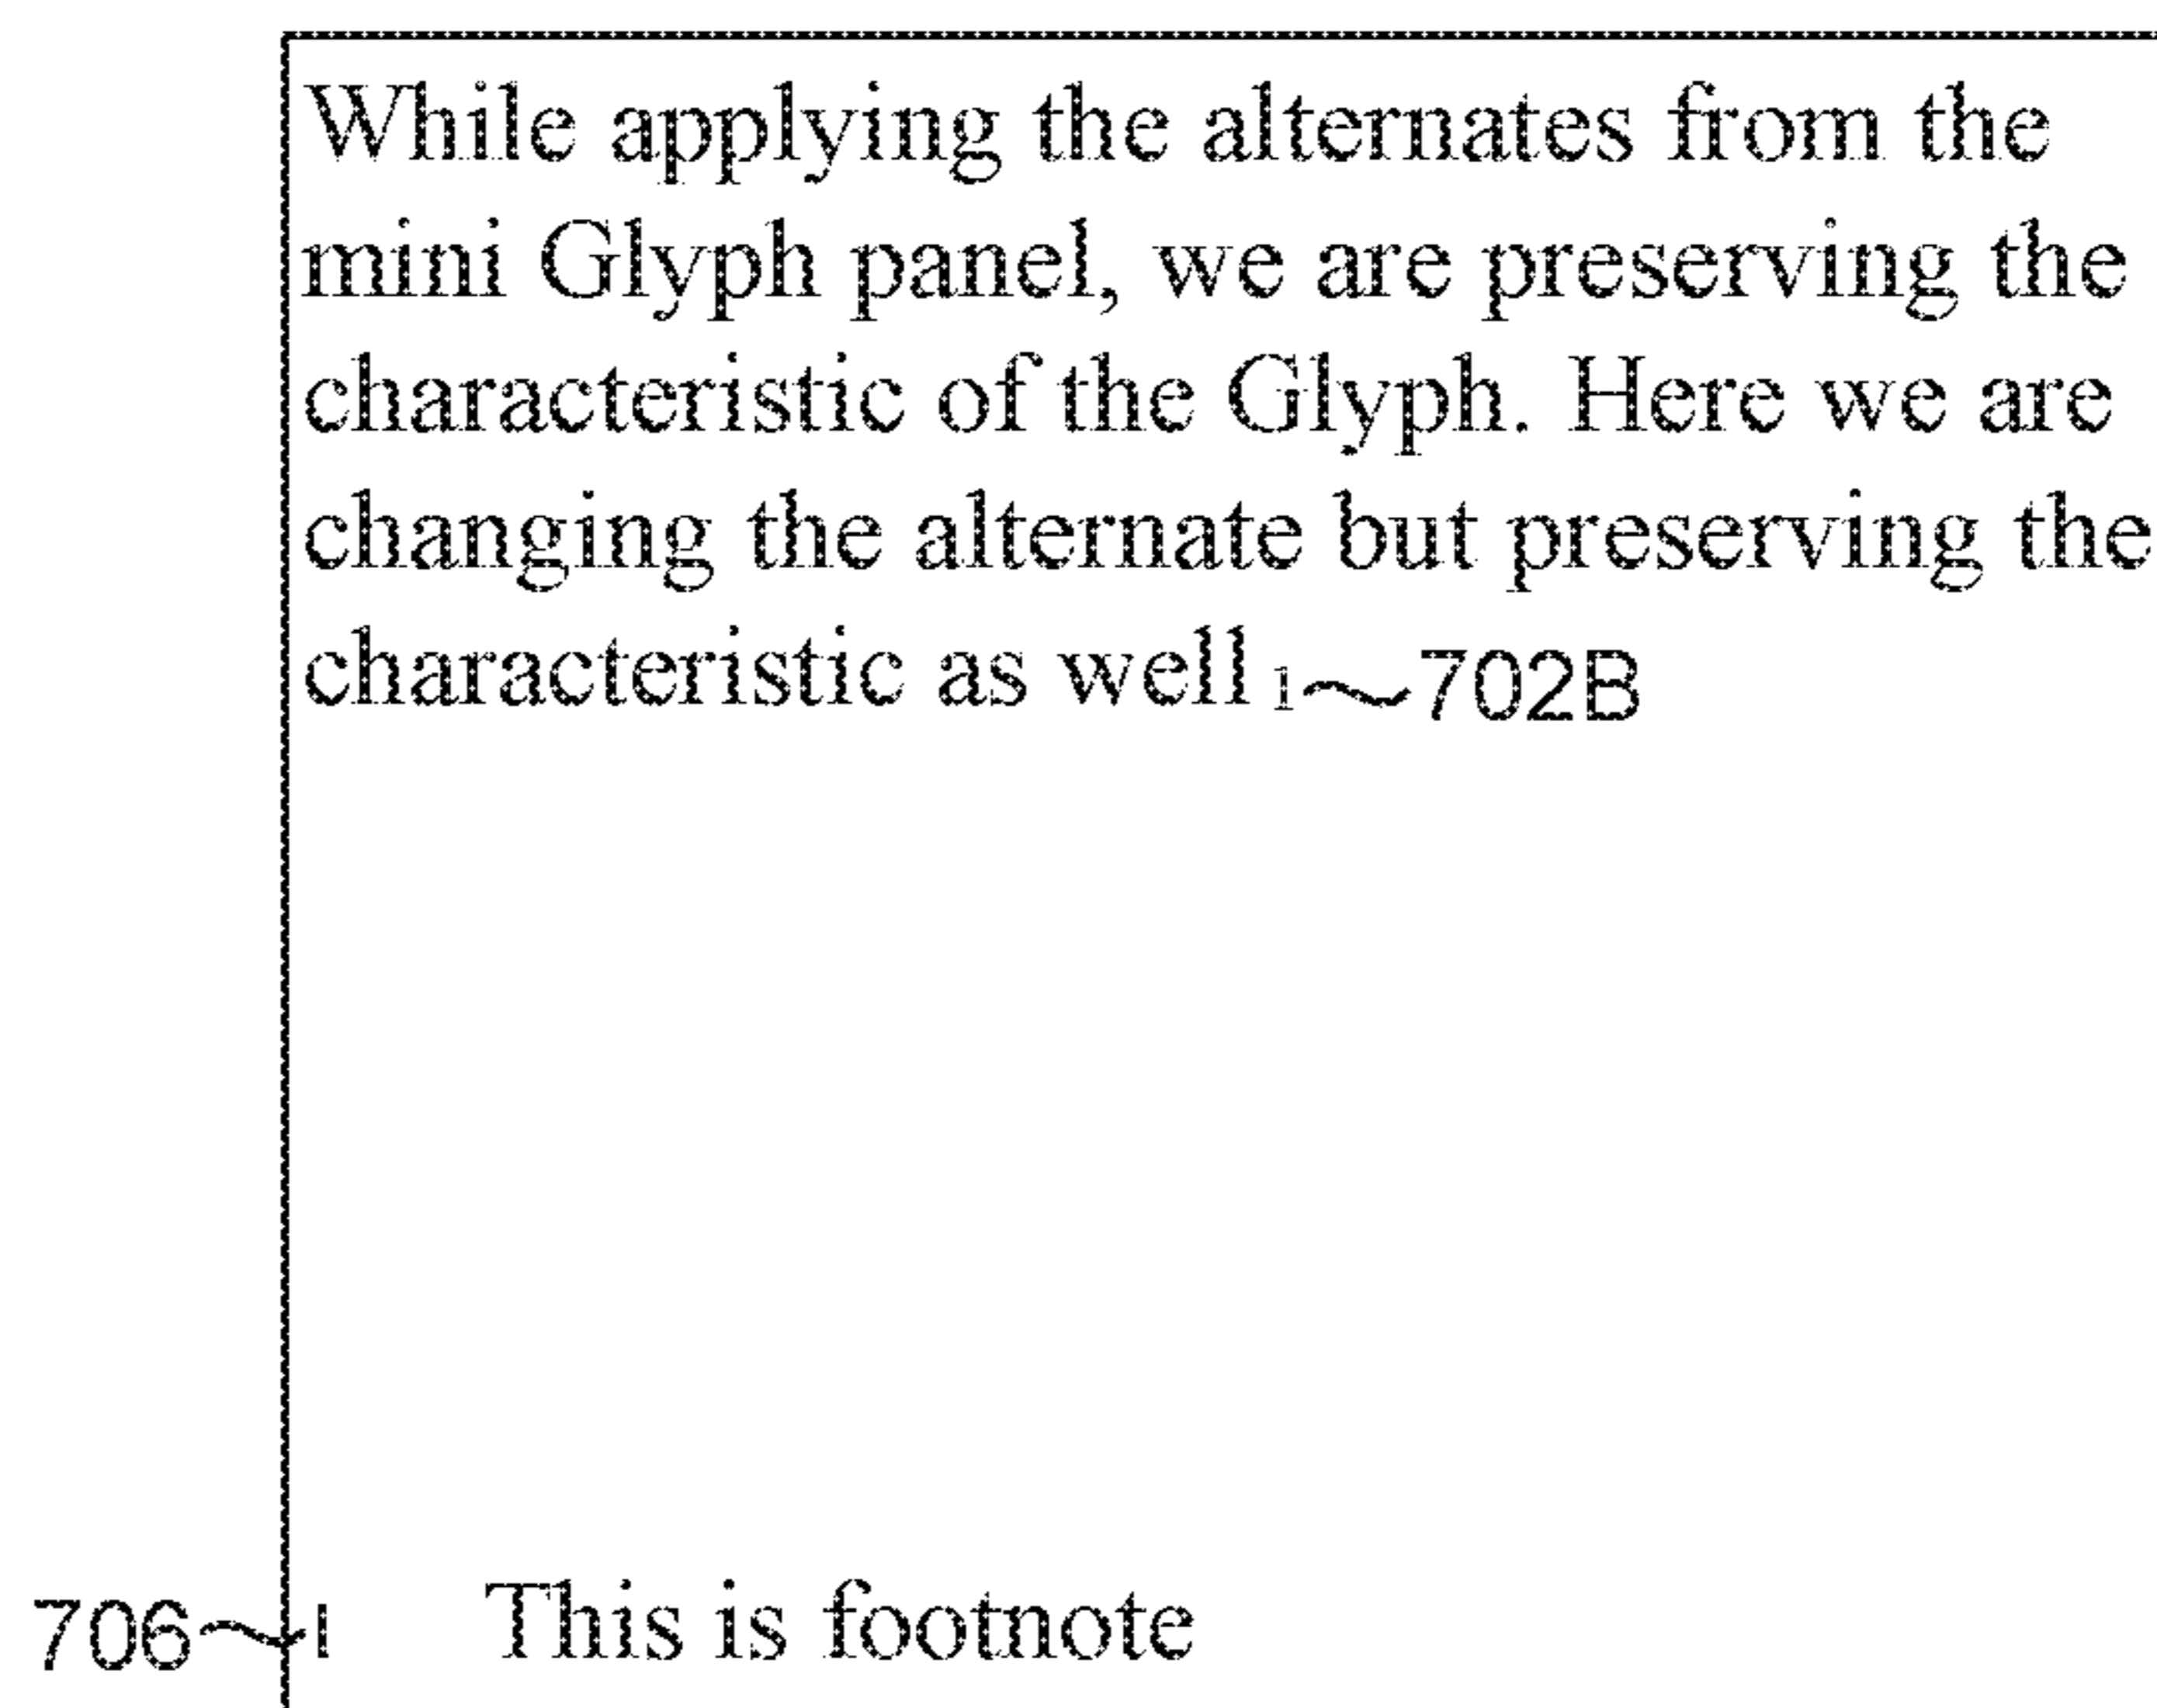 While applying the alternates from the
mini Glyph panel, we are preserving the
characteristic of the Glyph. Here we are
changing the alternate but preserving the
characteristic as well 1 702B
706 1 This is footnote